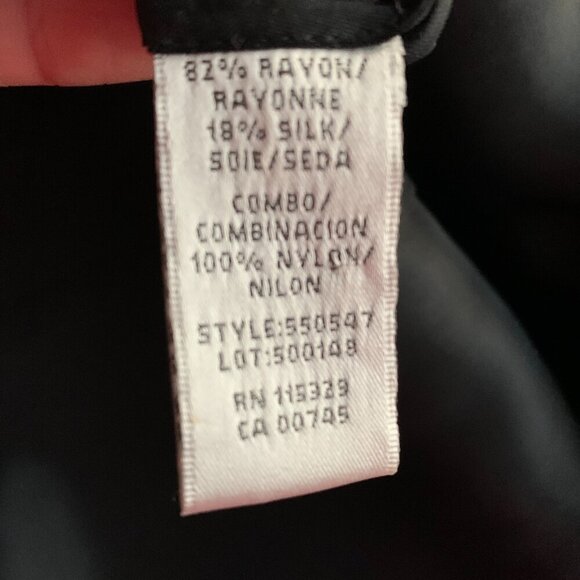 82% RAYON/
RAYONNE
18% SILK/
SOIE/SEDA
COMBO/
COMBINACION
100% NYLON/
NILON
STYLE:550547
LOT:500148
RN 115329
CA 00745